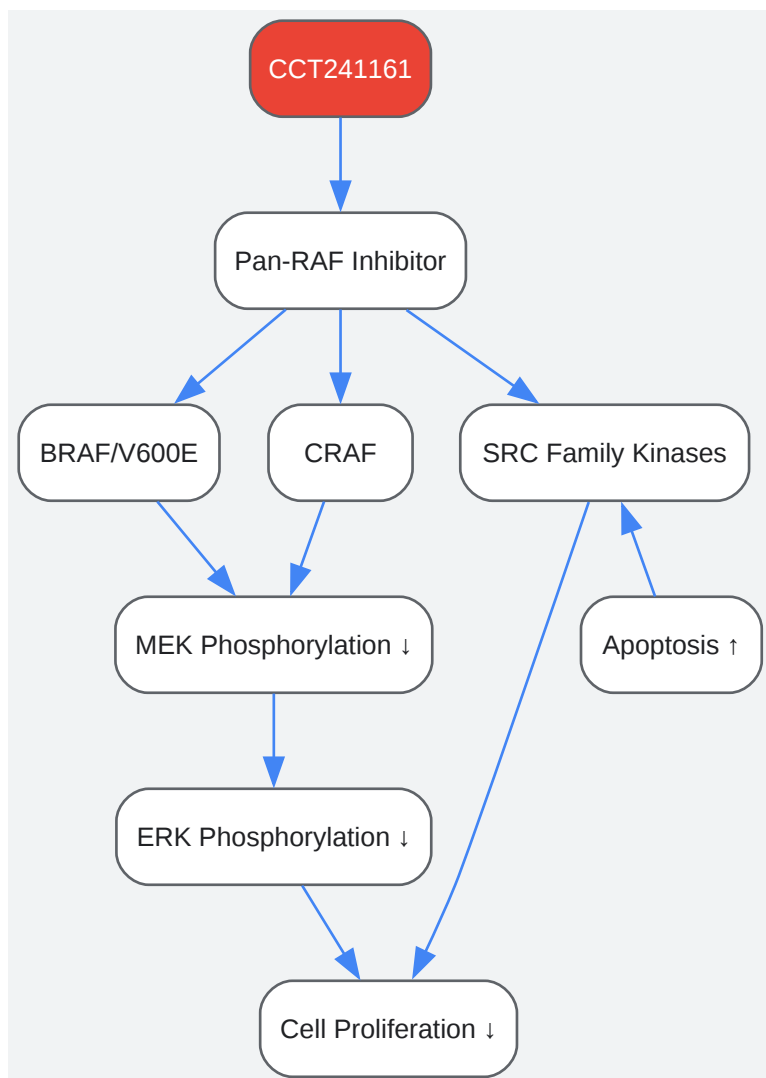 CCT241161
Pan-RAF Inhibitor
BRAF/V600E
CRAF
SRC Family Kinases
MEK Phosphorylation ↓
Apoptosis ↑
ERK Phosphorylation ↓
Cell Proliferation ↓